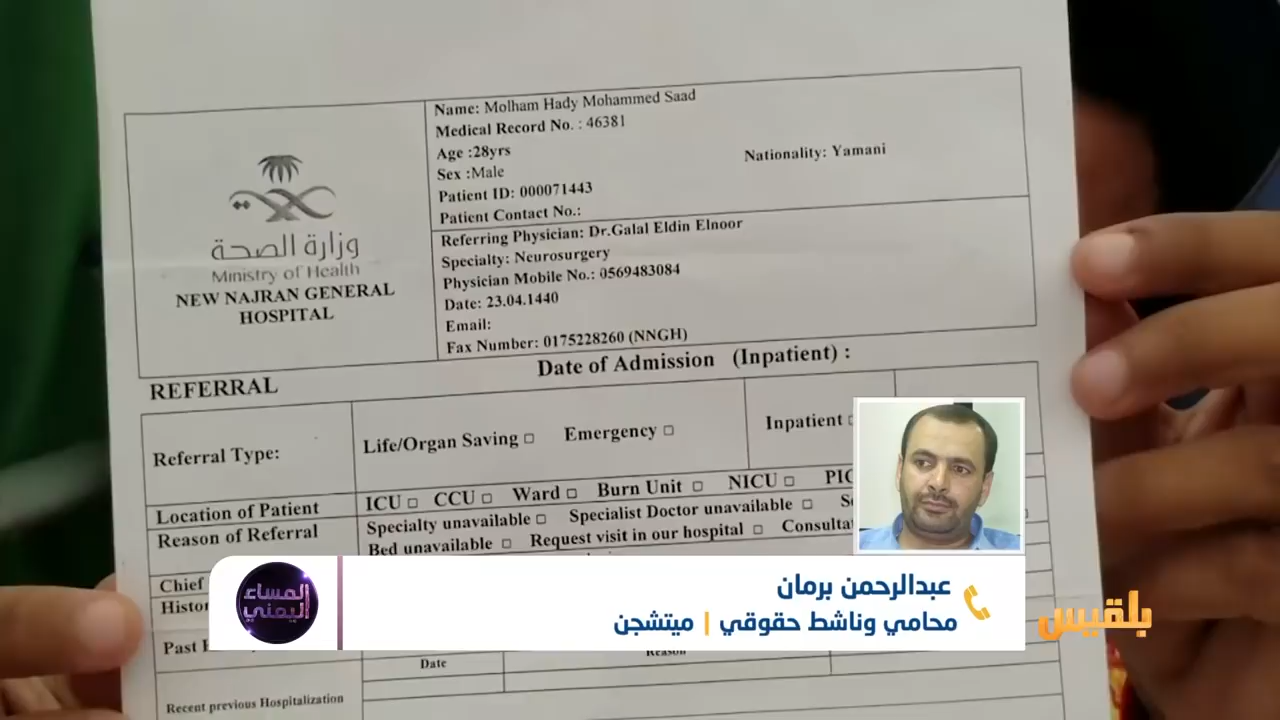 Name: Molham Hady Mohammed Saad
Medical Record No. : 46381
Age :28yrs
Nationality: Yamani
Sex :Male
Patient ID: 000071443
Patient Contact No.:
وزارة الصحة
Ministry of Health
NEW NAJRAN GENERAL
HOSPITAL
Referring Physician: Dr.Galal Eldin Elnoor
Specialty: Neurosurgery
Physician Mobile No.: 0569483084
Date: 23.04.1440
Email:
Fax Number: 0175228260 (NNGH)
Date of Admission (Inpatient) :
REFERRAL
Referral Type:
Life/Organ Saving □ Emergency □
Inpatient □
Location of Patient
ICU □ CCU □ Ward □ Burn Unit □ NICU □
Reason of Referral
Specialty unavailable □ Specialist Doctor unavailable □
Bed unavailable □ Request visit in our hospital □
Chief
Past
Date
Reason
Recent previous Hospitalization
المساء
اليمني
عبدالرحمن برمان
محامي وناشط حقوقي | ميتشجن
بلقيس